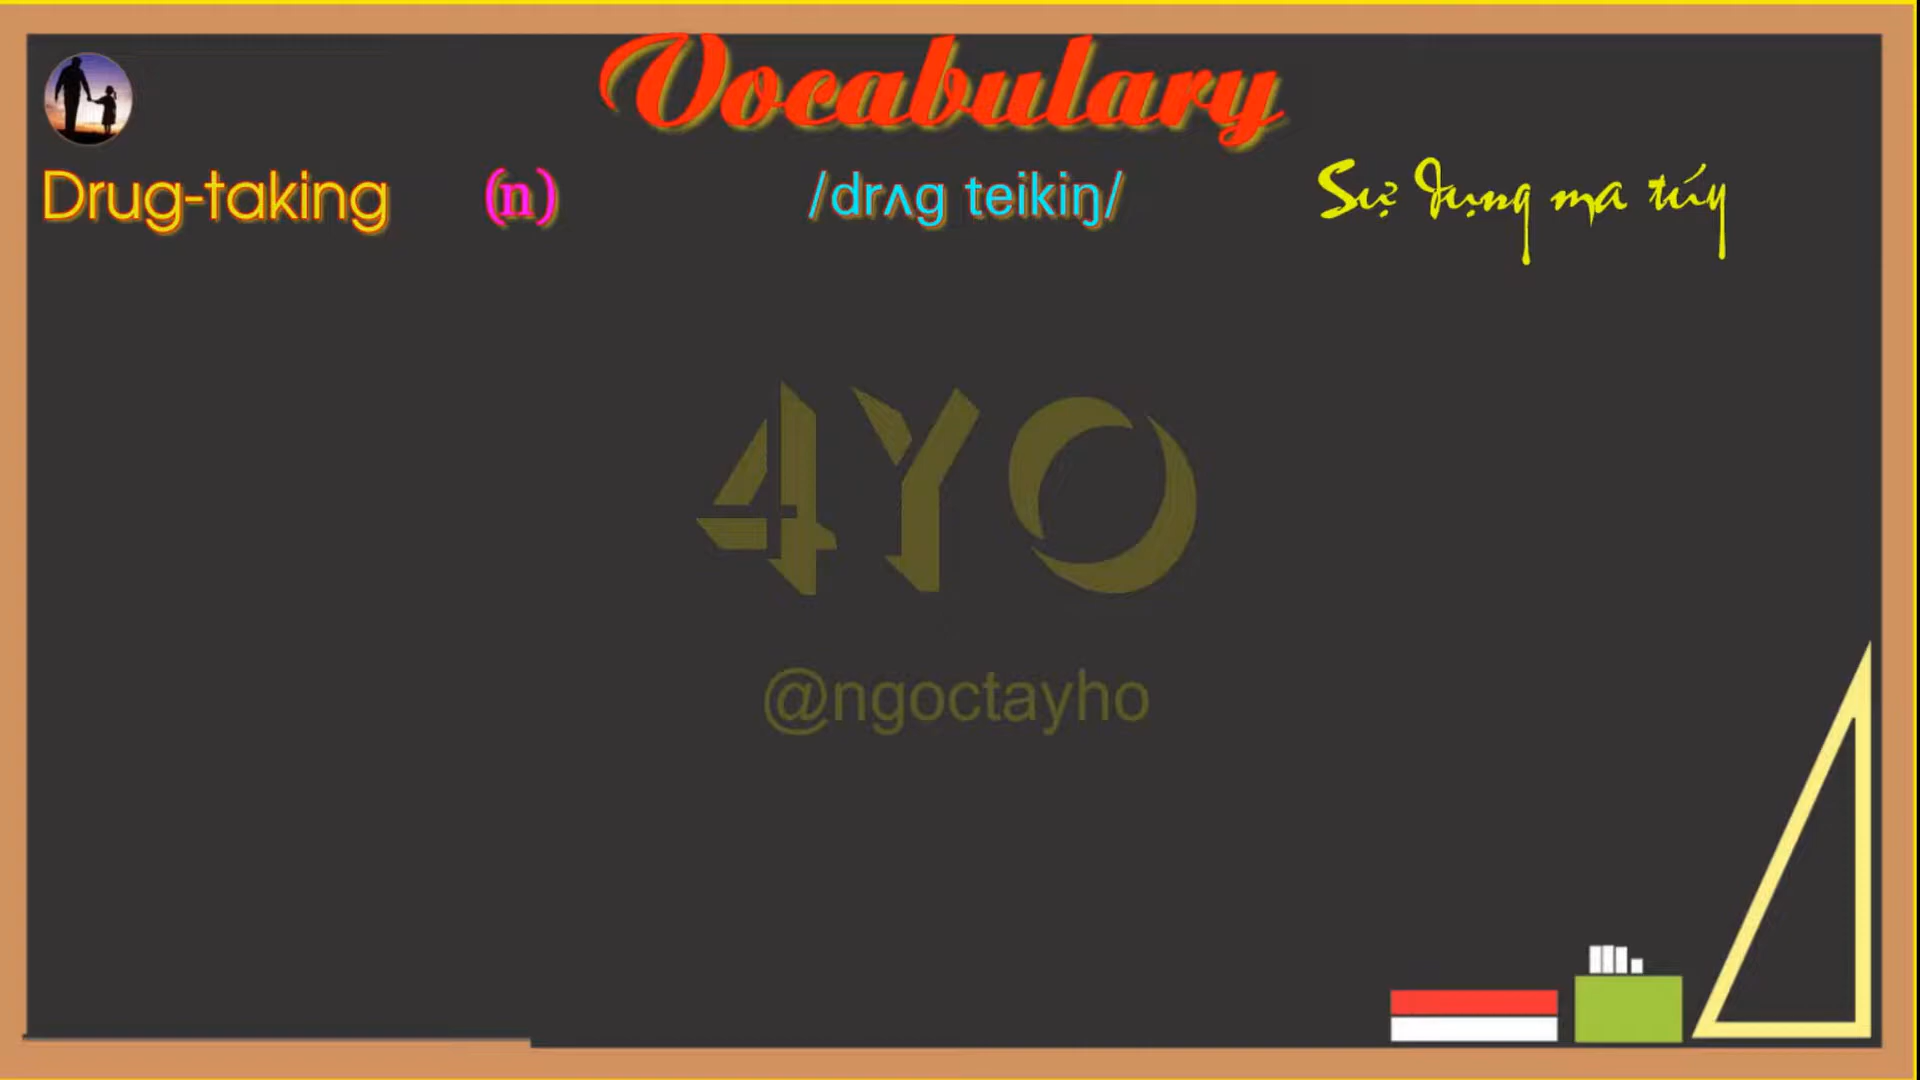 Vocabulary
Drug-taking (n) /drʌg teikiŋ/ Sự dụng ma túy
4YO
@ngoctayho